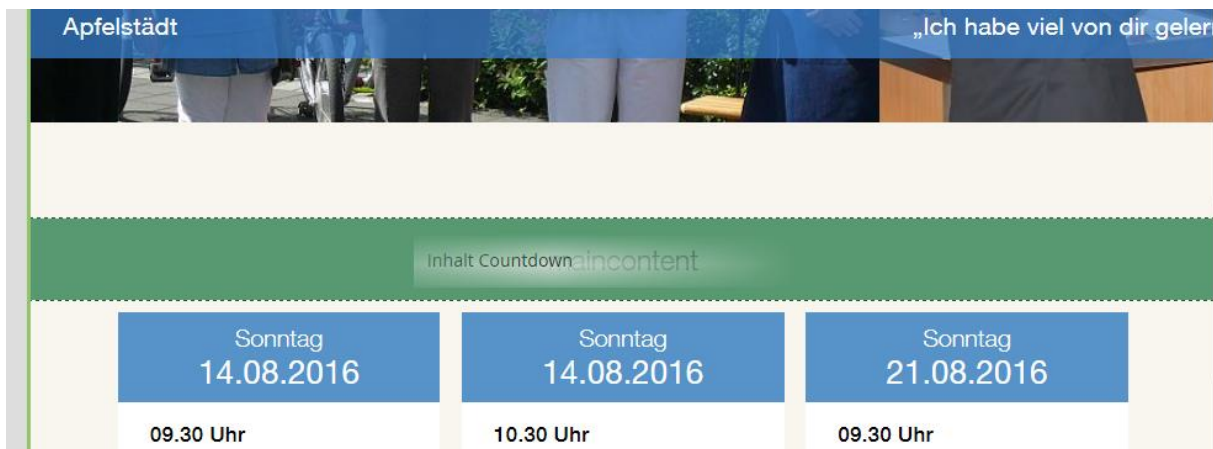 Apfelstädt
„Ich habe viel von dir geler
Inhalt Countdown aincontent
Sonntag
14.08.2016
09.30 Uhr
Sonntag
14.08.2016
10.30 Uhr
Sonntag
21.08.2016
09.30 Uhr